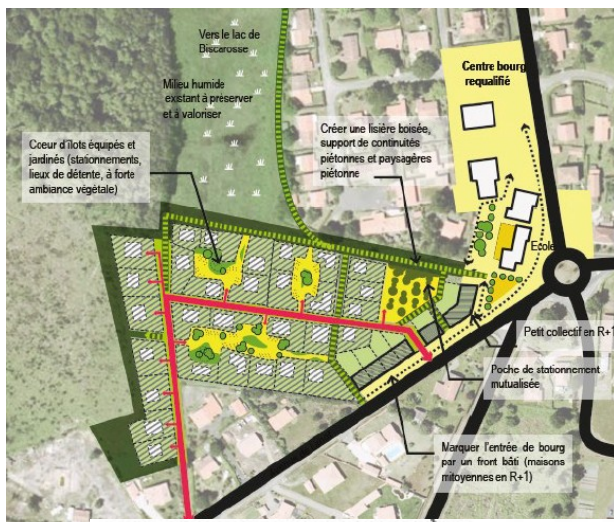 Vers le lac de
Biscarosse
Milieu humide
existant à préserver
et à valoriser
Centre bourg
requalifié
Coeur d'îlots équipés et
jardinés (stationnements,
lieux de détente, à forte
ambiance végétale)
Créer une lisière boisée,
support de continuités
piétonnes et paysagères
piétonne
Ecole
Petit collectif en R+1
Poche de stationnement
mutualisée
Marquer l'entrée de bourg
par un front bâti (maisons
mitoyennes en R+1)